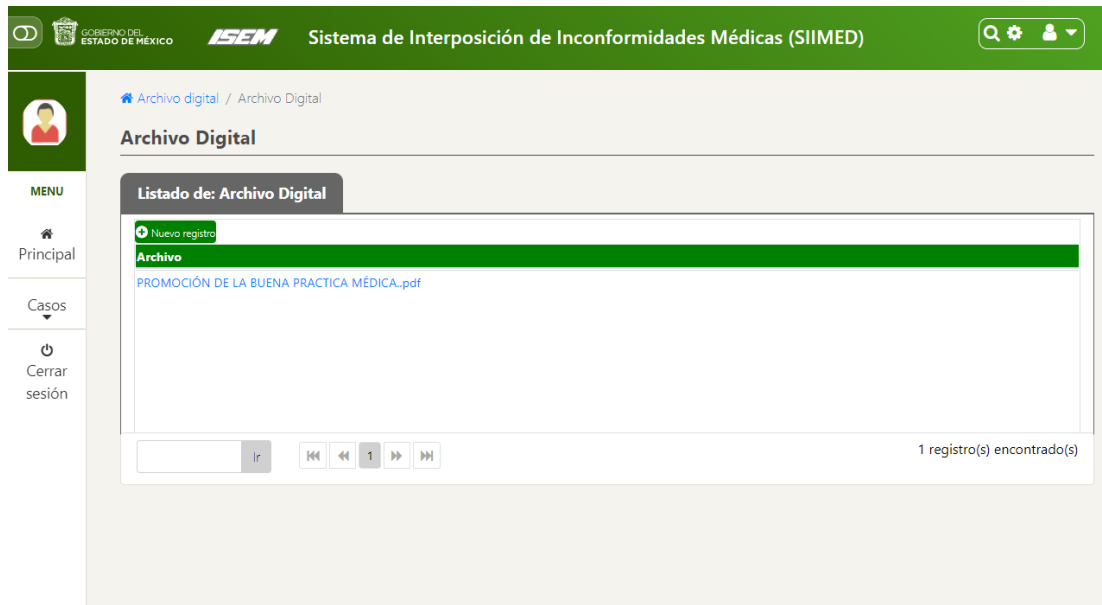 GOBIERNO DEL
ESTADO DE MÉXICO
ISEM
Sistema de Interposición de Inconformidades Médicas (SIIMED)
Archivo digital / Archivo Digital
Archivo Digital
MENU
Principal
Casos
Cerrar
sesión
Listado de: Archivo Digital
Nuevo registro
Archivo
PROMOCIÓN DE LA BUENA PRACTICA MÉDICA..pdf
Ir
1
1 registro(s) encontrado(s)